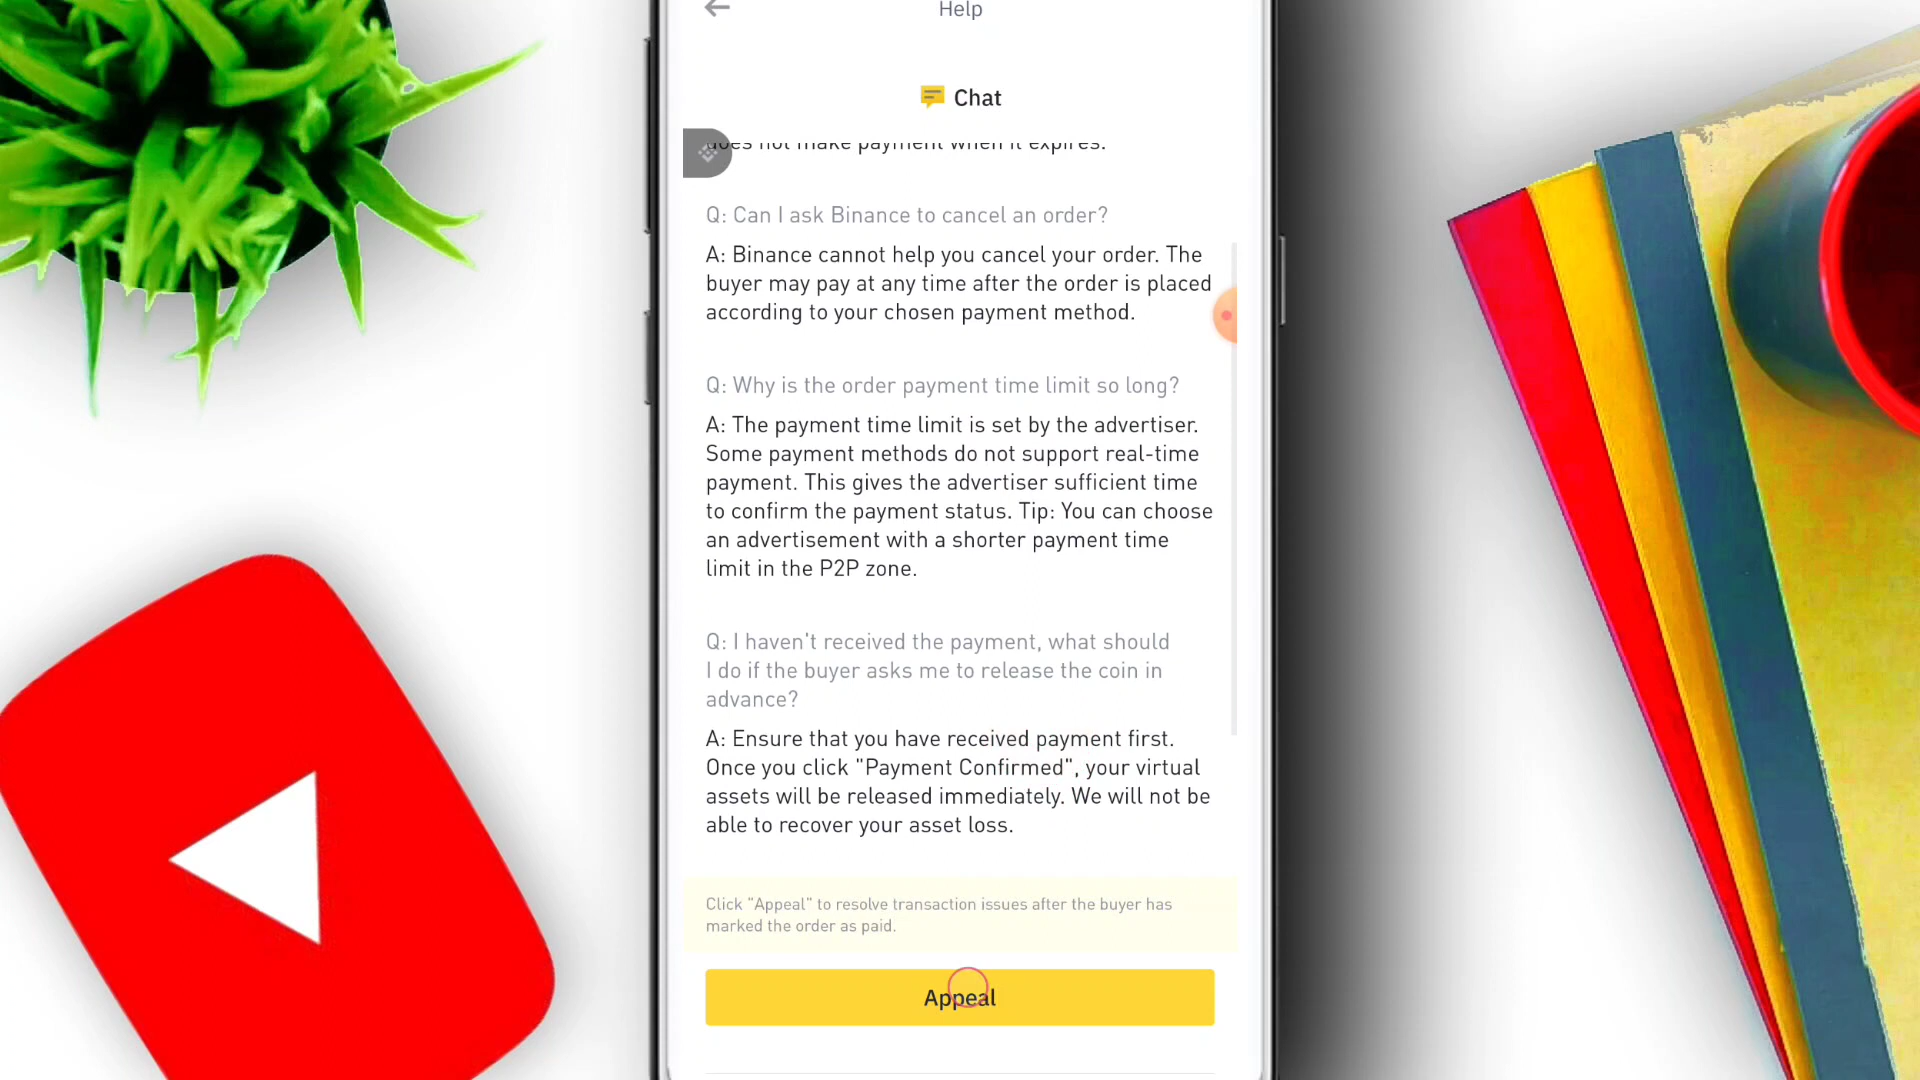 Help
Chat
does not make payment when it expires.
Q: Can I ask Binance to cancel an order?
A: Binance cannot help you cancel your order. The
buyer may pay at any time after the order is placed
according to your chosen payment method.
Q: Why is the order payment time limit so long?
A: The payment time limit is set by the advertiser.
Some payment methods do not support real-time
payment. This gives the advertiser sufficient time
to confirm the payment status. Tip: You can choose
an advertisement with a shorter payment time
limit in the P2P zone.
Q: I haven't received the payment, what should
I do if the buyer asks me to release the coin in
advance?
A: Ensure that you have received payment first.
Once you click "Payment Confirmed", your virtual
assets will be released immediately. We will not be
able to recover your asset loss.
Click "Appeal" to resolve transaction issues after the buyer has
marked the order as paid.
Appeal